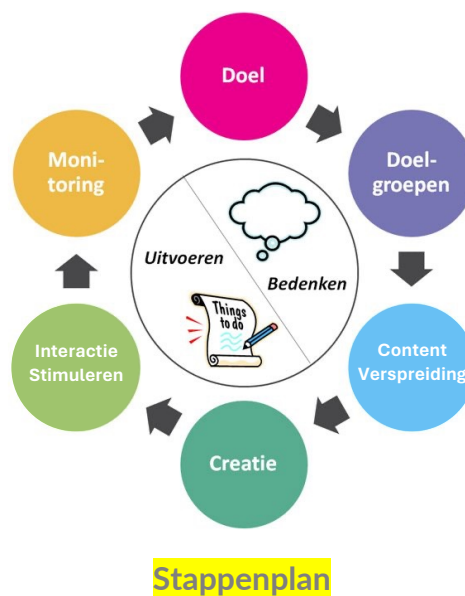 Doel
Doel-
groepen
Content
Verspreiding
Creatie
Interactie
Stimuleren
Moni-
toring
Uitvoeren
Bedenken
Things
to do
Stappenplan